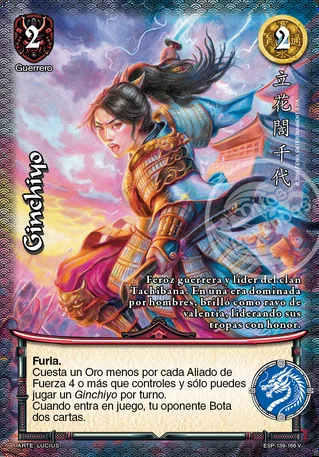 2
2
Guerrero
立花誾千代
Ginchiyo
Feroz guerrera y líder del clan
Tachibana. En una era dominada
por hombres, brilló como rayo de
valentía, liderando sus
tropas con honor.
Furia.
Cuesta un Oro menos por cada Aliado de
Fuerza 4 o más que controles y sólo puedes
jugar un Ginchiyo por turno.
Cuando entra en juego, tu oponente Bota
dos cartas.
ARTE: LUCIUS
ESP-139-166 V